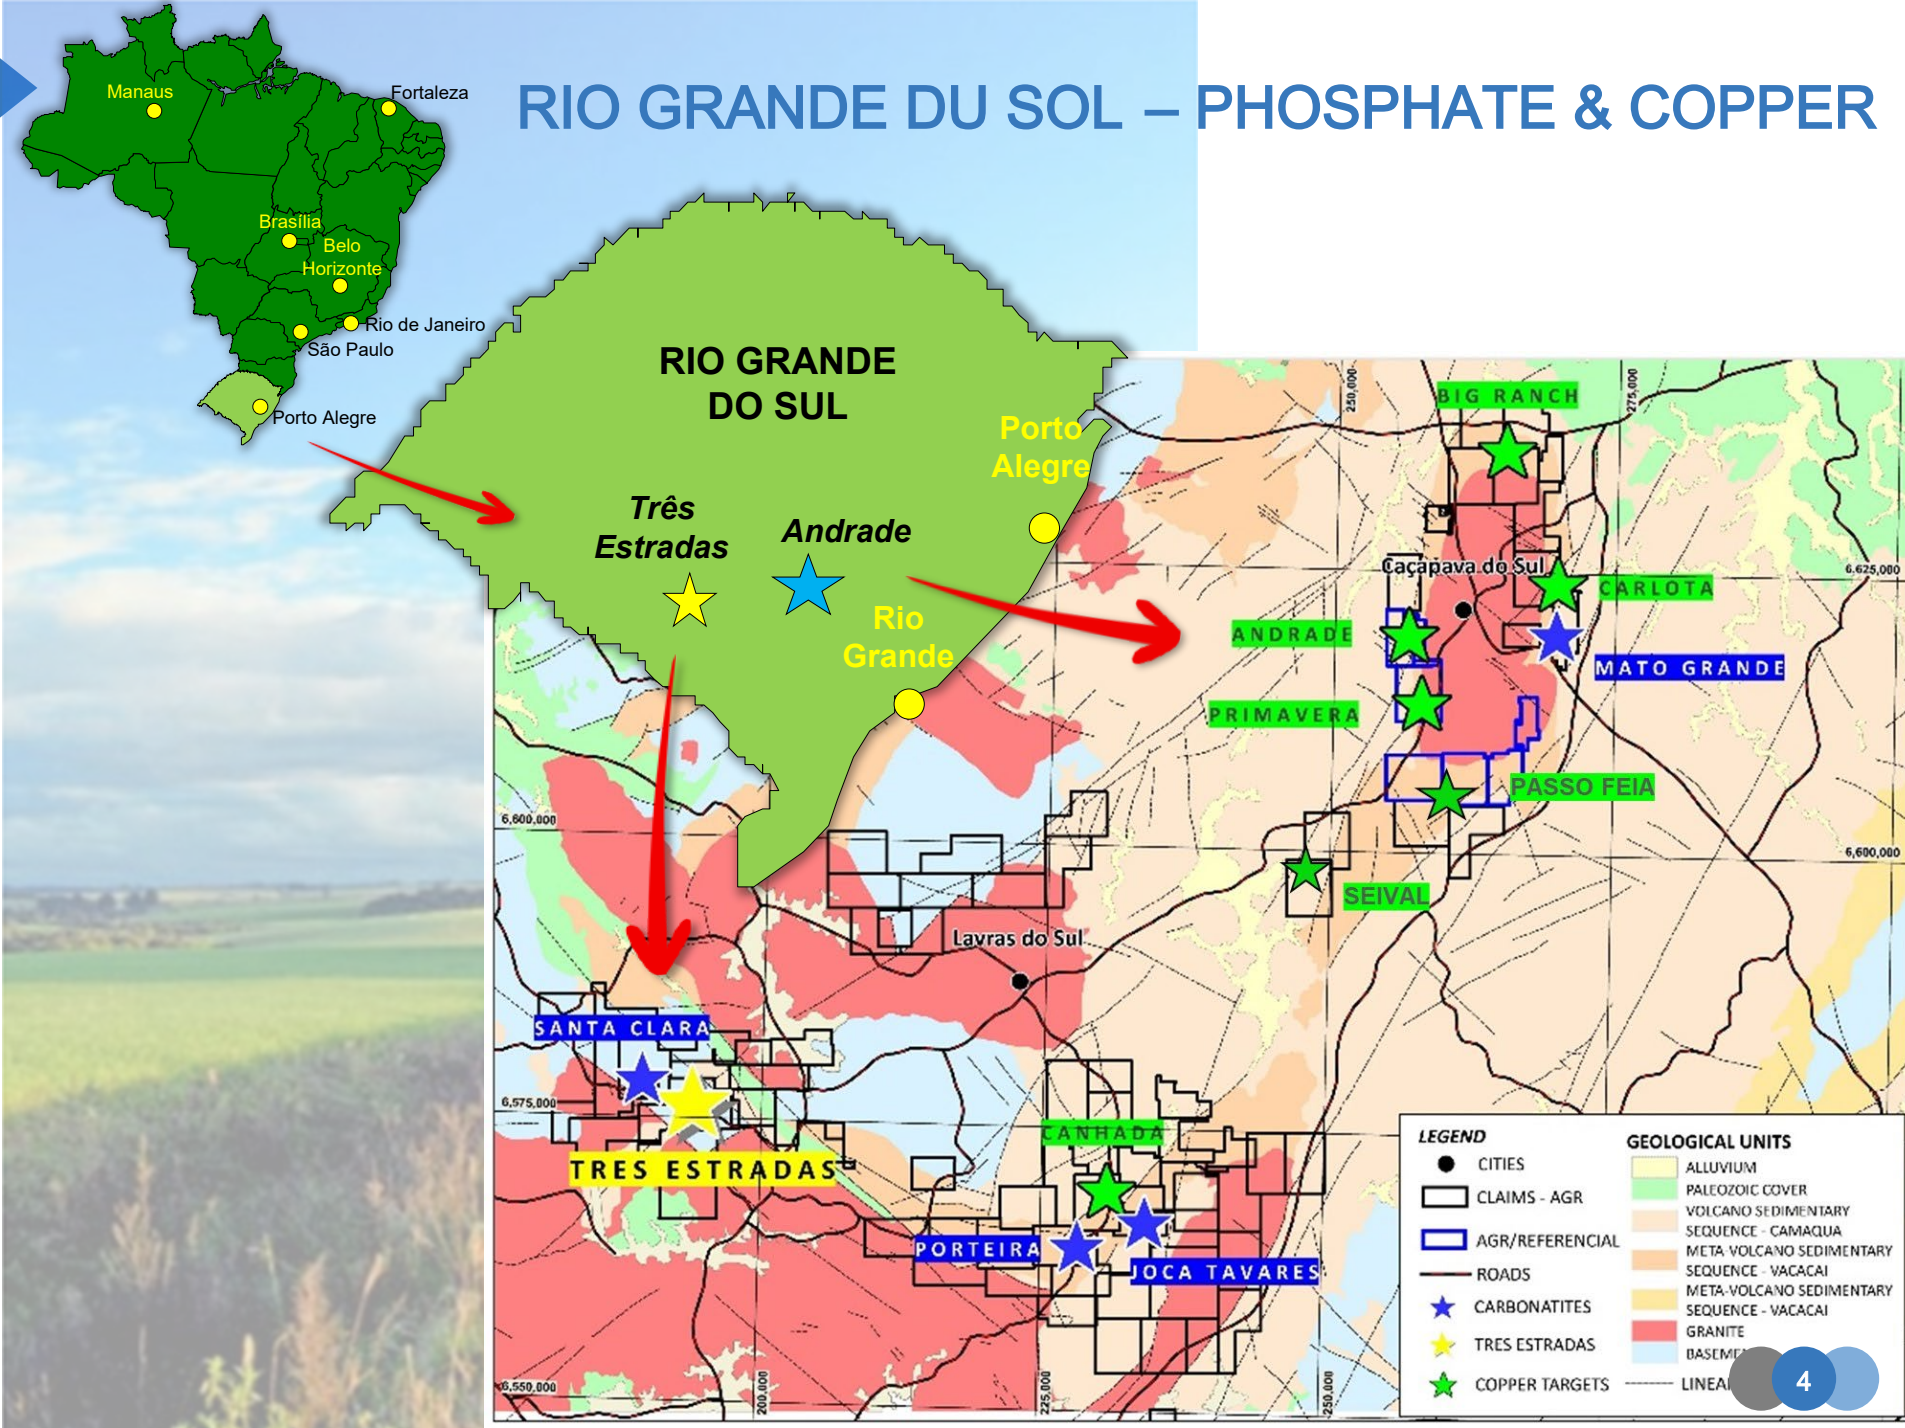 RIO GRANDE DU SOL – PHOSPHATE & COPPER
Manaus
Fortaleza
Brasília
Belo
Horizonte
Rio de Janeiro
São Paulo
Porto Alegre
RIO GRANDE
DO SUL
Porto
Alegre
Três
Estradas
Andrade
Rio
Grande
250,000
275,000
BIG RANCH
Caçapava do Sul
6.625,000
CARLOTA
ANDRADE
MATO GRANDE
PRIMAVERA
PASSO FEIA
6,600,000
6,600,000
SEIVAL
Lavras do Sul
SANTA CLARA
6,575,000
CANHADA
TRES ESTRADAS
PORTEIRA
JOCA TAVARES
6,550,000
200,000
225,000
250,000
LEGEND
CITIES
CLAIMS - AGR
AGR/REFERENCIAL
ROADS
CARBONATITES
TRES ESTRADAS
COPPER TARGETS
GEOLOGICAL UNITS
ALLUVIUM
PALEOZOIC COVER
VOLCANO SEDIMENTARY
SEQUENCE - CAMAQUA
META-VOLCANO SEDIMENTARY
SEQUENCE - VACACAI
META-VOLCANO SEDIMENTARY
SEQUENCE - VACACAI
GRANITE
4